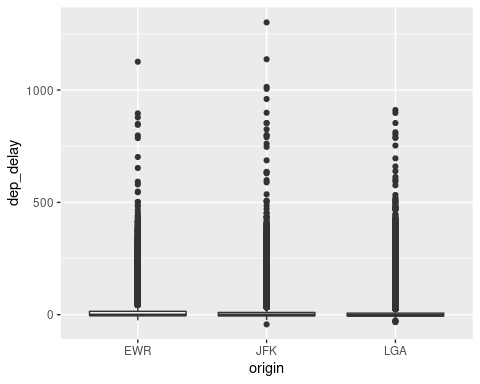 1000
500
0
dep_delay
EWR
JFK
LGA
origin